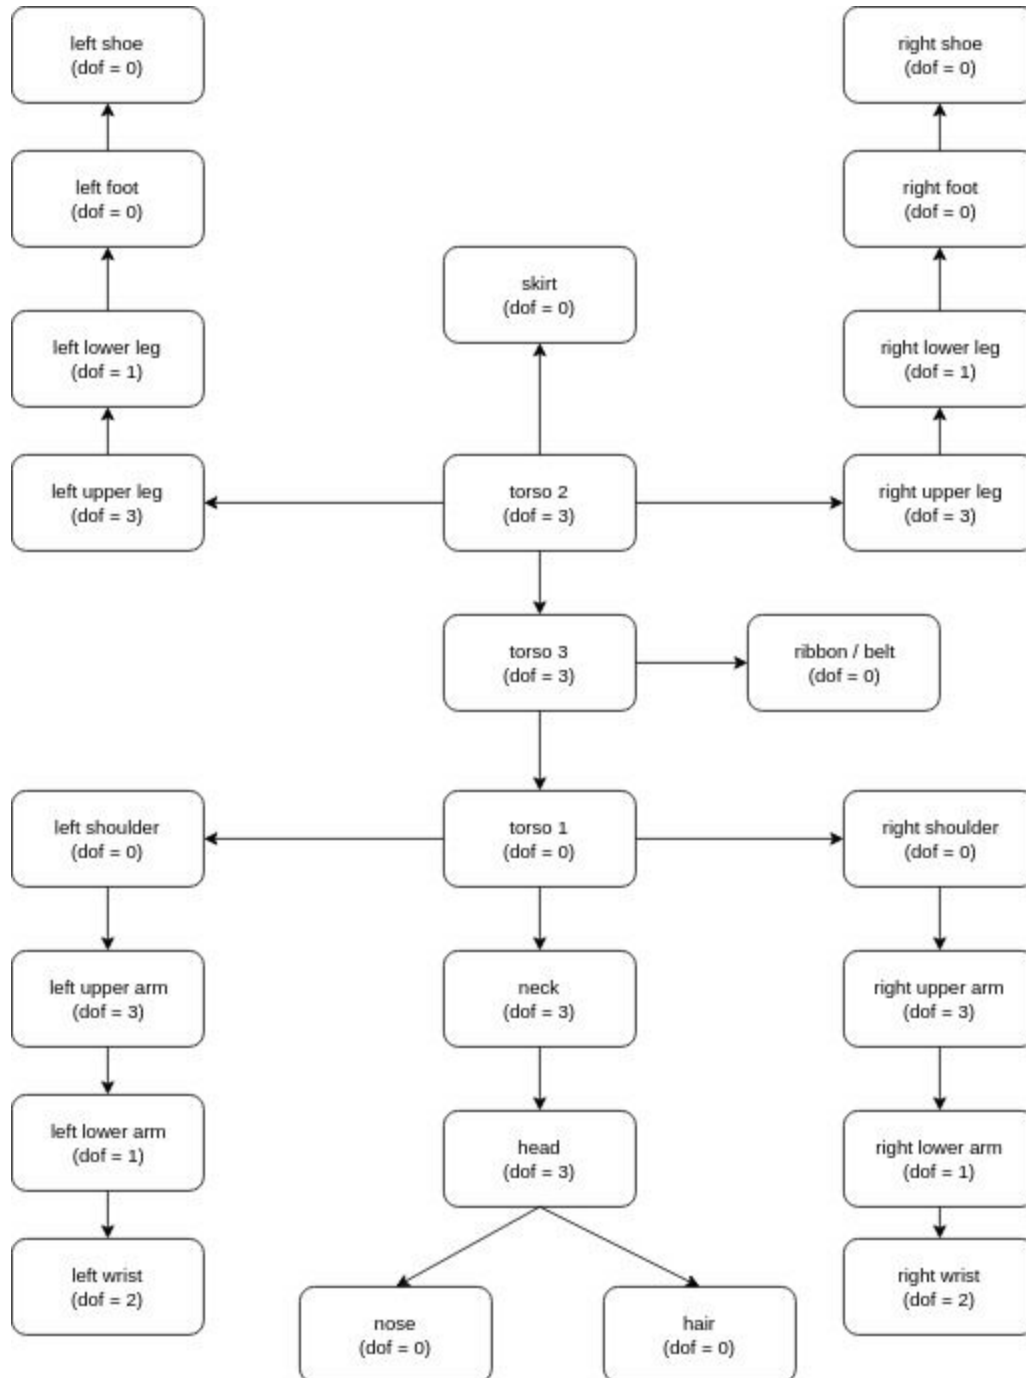 left shoe
(dof = 0)
right shoe
(dof = 0)
left foot
(dof = 0)
right foot
(dof = 0)
skirt
(dof = 0)
left lower leg
(dof = 1)
right lower leg
(dof = 1)
left upper leg
(dof = 3)
torso 2
(dof = 3)
right upper leg
(dof = 3)
torso 3
(dof = 3)
ribbon / belt
(dof = 0)
left shoulder
(dof = 0)
torso 1
(dof = 0)
right shoulder
(dof = 0)
left upper arm
(dof = 3)
neck
(dof = 3)
right upper arm
(dof = 3)
left lower arm
(dof = 1)
head
(dof = 3)
right lower arm
(dof = 1)
left wrist
(dof = 2)
right wrist
(dof = 2)
nose
(dof = 0)
hair
(dof = 0)